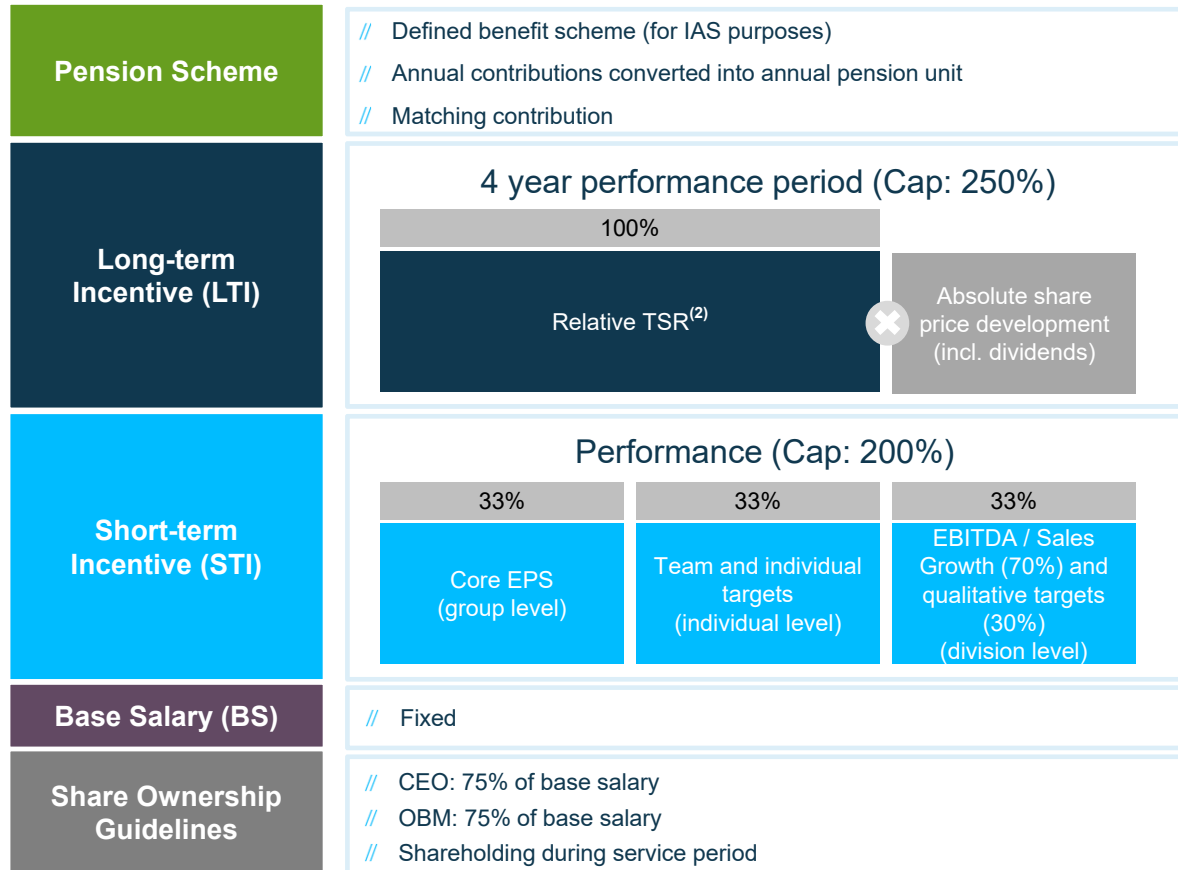 Pension Scheme
// Defined benefit scheme (for IAS purposes)
// Annual contributions converted into annual pension unit
// Matching contribution
Long-term
Incentive (LTI)
4 year performance period (Cap: 250%)
100%
Relative TSR(2)
Absolute share
price development
(incl. dividends)
Short-term
Incentive (STI)
Performance (Cap: 200%)
33%
Core EPS
(group level)
33%
Team and individual
targets
(individual level)
33%
EBITDA / Sales
Growth (70%) and
qualitative targets
(30%)
(division level)
Base Salary (BS)
// Fixed
Share Ownership
Guidelines
// CEO: 75% of base salary
// OBM: 75% of base salary
// Shareholding during service period